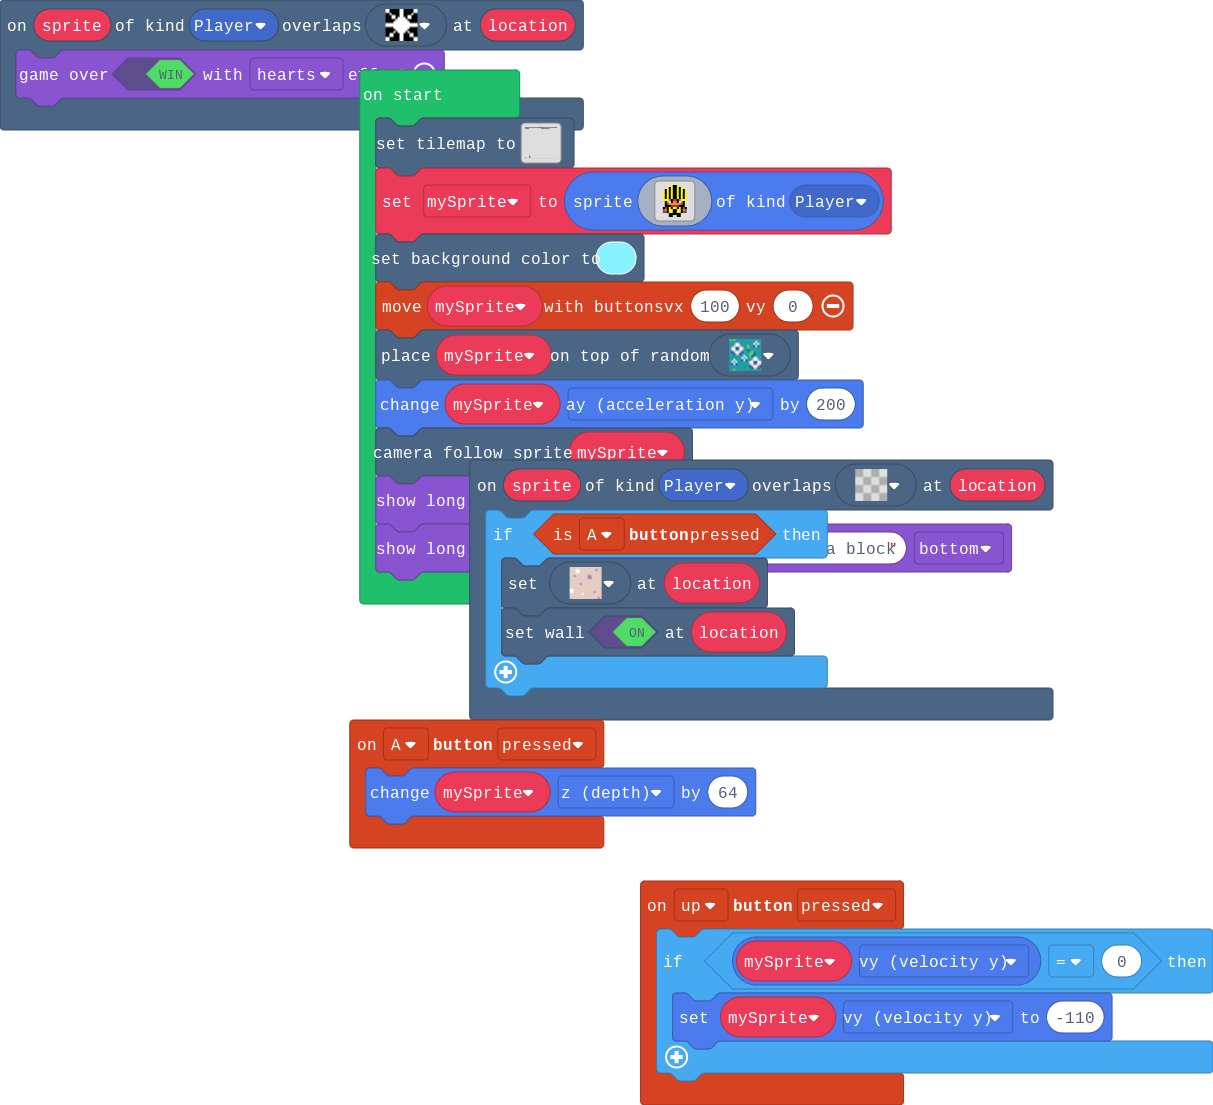 on sprite of kind Player overlaps at location
game over WIN with hearts
on start
set tilemap to
set mySprite to sprite of kind Player
set background color to
move mySprite with buttons vx 100 vy 0
place mySprite on top of random
change mySprite ay (acceleration y) by 200
camera follow sprite mySprite
show long
show long a block" bottom
on sprite of kind Player overlaps at location
if is A button pressed then
set at location
set wall ON at location
on A button pressed
change mySprite z (depth) by 64
on up button pressed
if mySprite vy (velocity y) = 0 then
set mySprite vy (velocity y) to -110